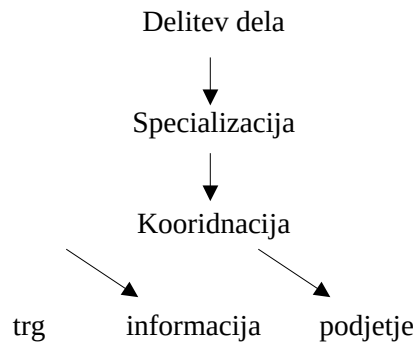 Delitev dela
Specializacija
Kooridnacija
trg informacija podjetje